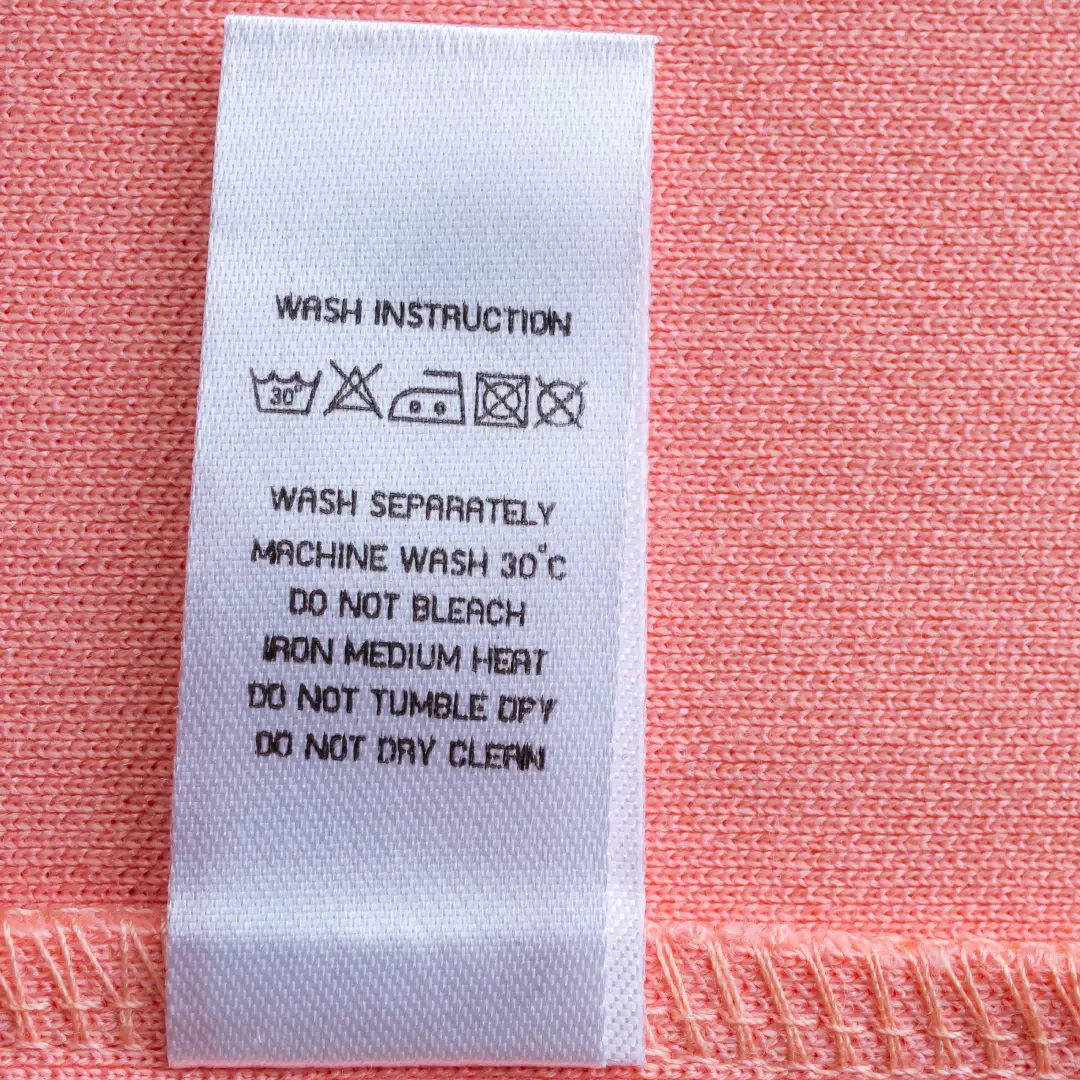 WASH INSTRUCTION
30°
WASH SEPARATELY
MACHINE WASH 30°C
DO NOT BLEACH
IRON MEDIUM HEAT
DO NOT TUMBLE DRY
DO NOT DRY CLEAN